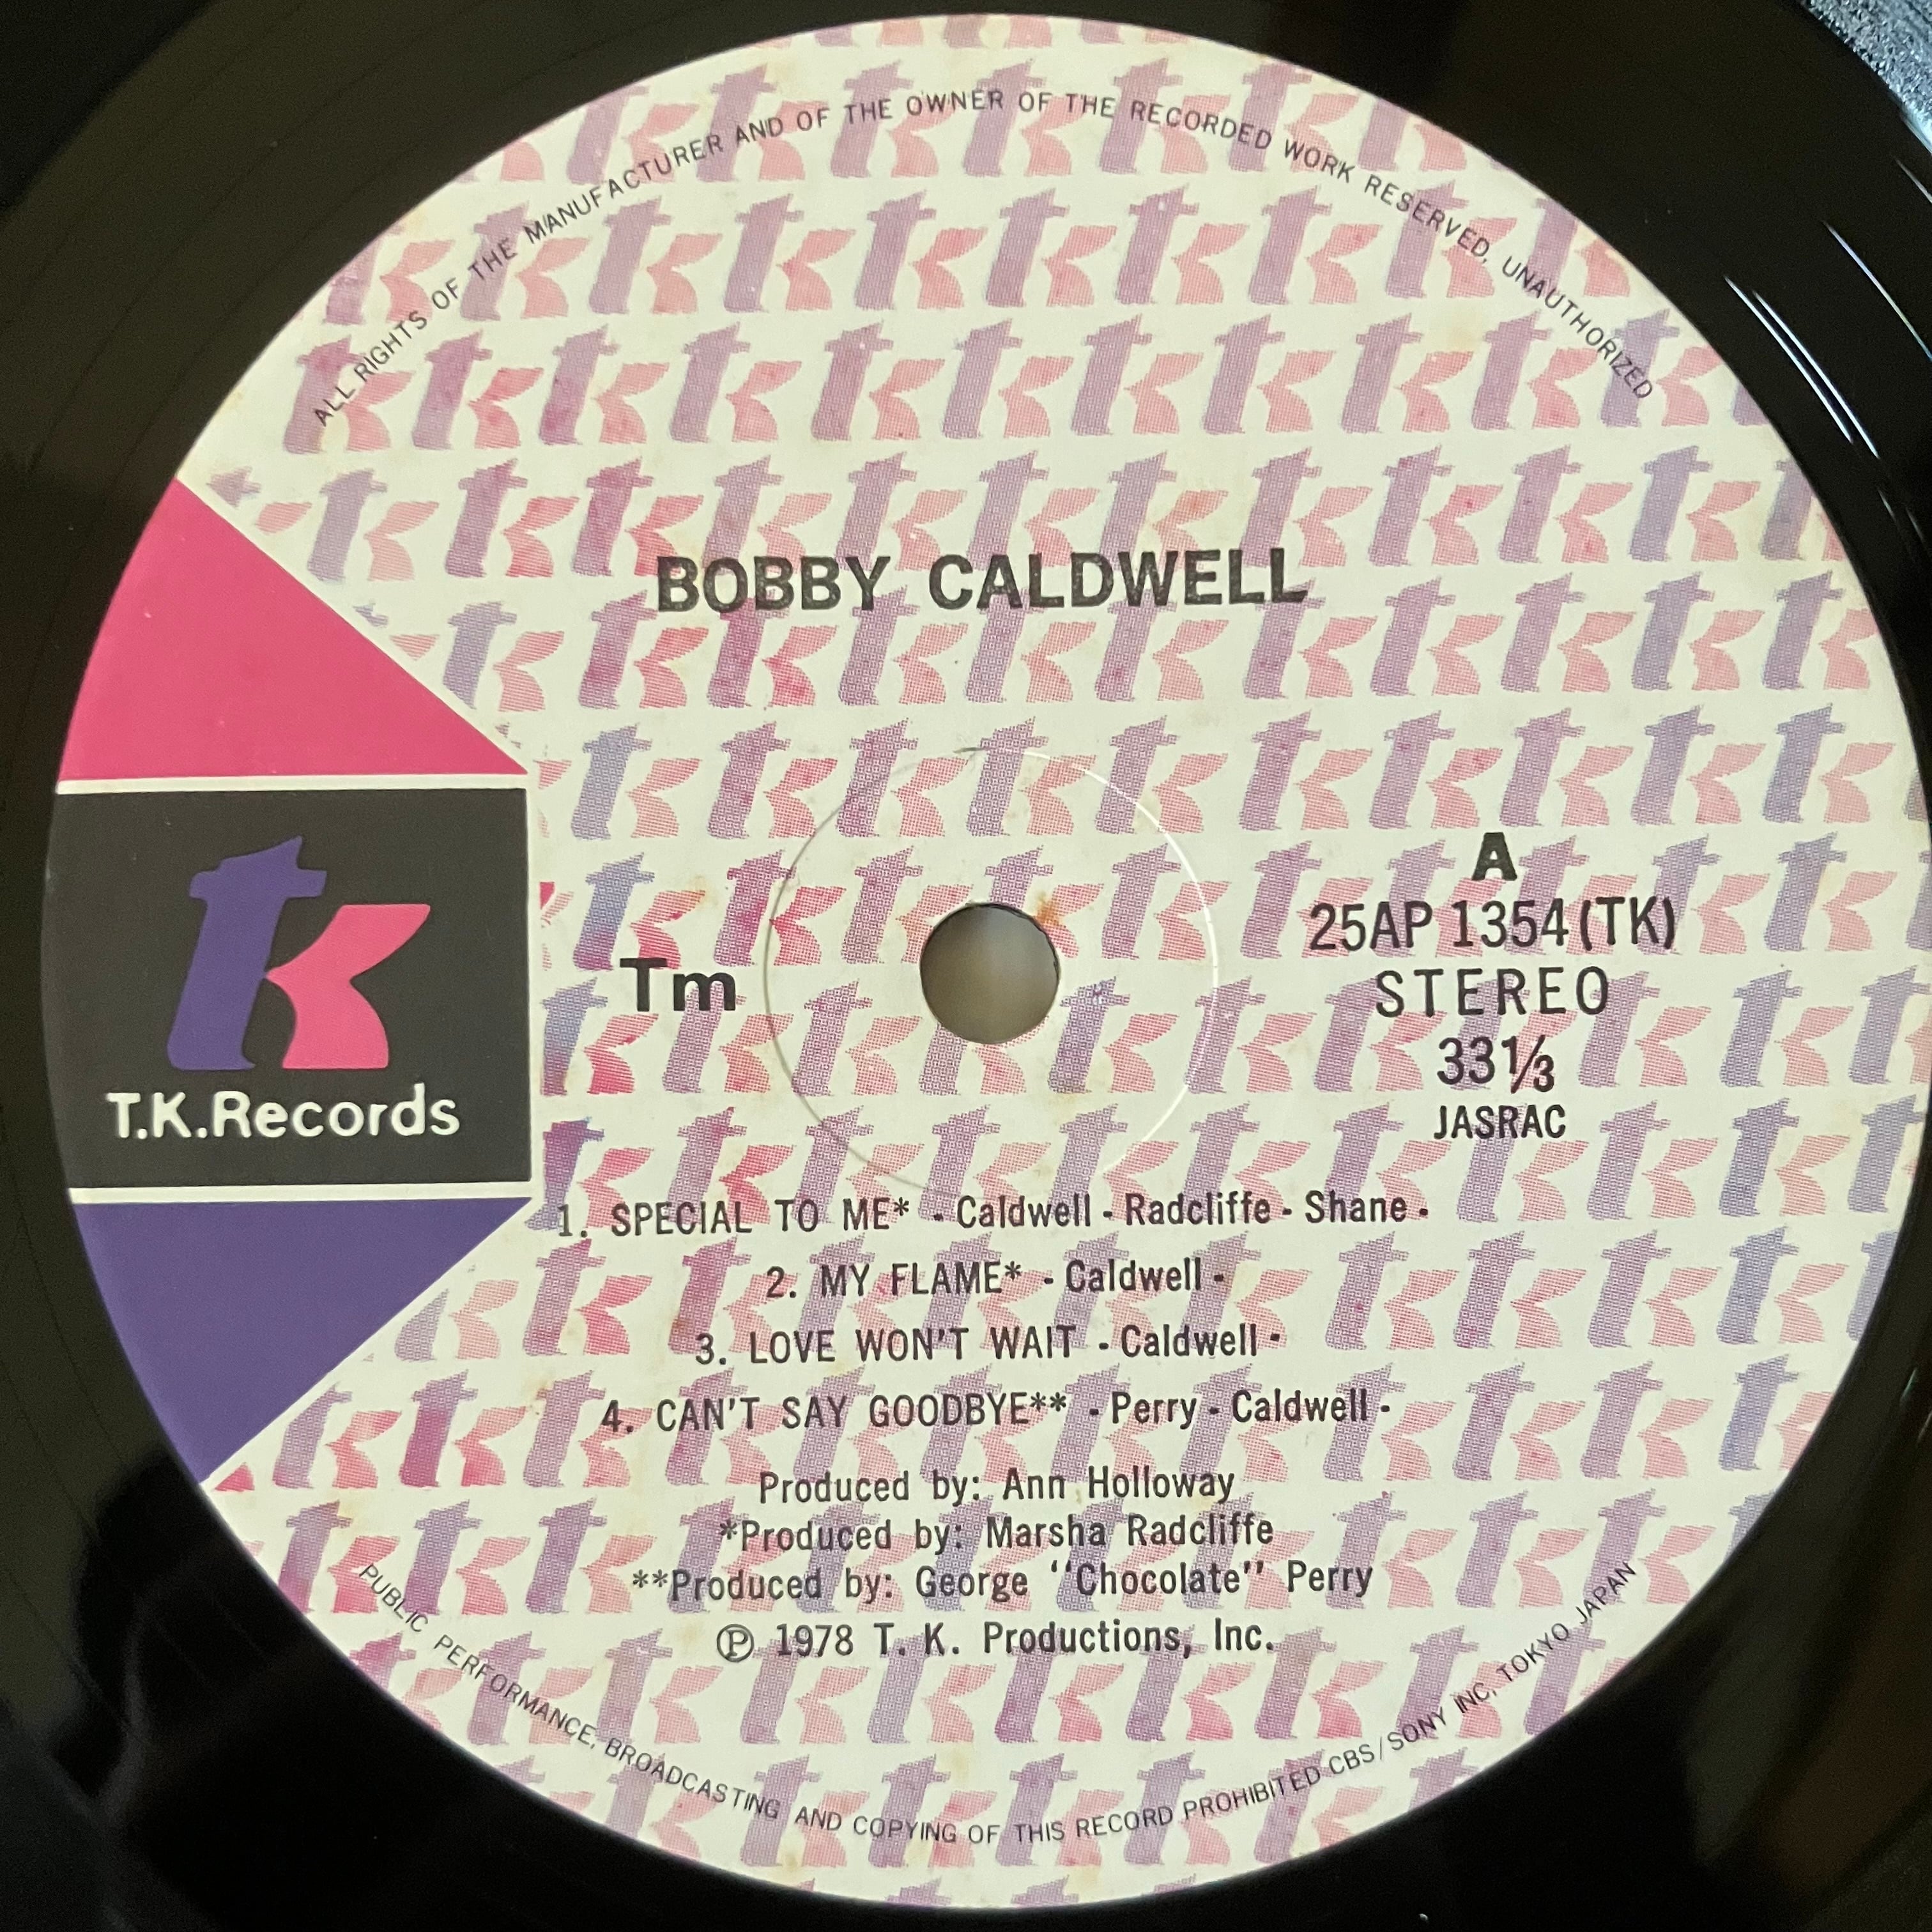 ALL RIGHTS OF THE MANUFACTURER AND OF THE OWNER OF THE RECORDED WORK RESERVED, UNAUTHORIZED
BOBBY CALDWELL
tk
T.K.Records
Tm
A
25AP 1354(TK)
STEREO
33⅓
JASRAC
1. SPECIAL TO ME* - Caldwell - Radcliffe - Shane -
2. MY FLAME* - Caldwell -
3. LOVE WON'T WAIT - Caldwell -
4. CAN'T SAY GOODBYE** - Perry - Caldwell -
Produced by: Ann Holloway
*Produced by: Marsha Radcliffe
**Produced by: George "Chocolate" Perry
℗ 1978 T. K. Productions, Inc.
PUBLIC PERFORMANCE, BROADCASTING AND COPYING OF THIS RECORD PROHIBITED CBS/SONY INC, TOKYO JAPAN